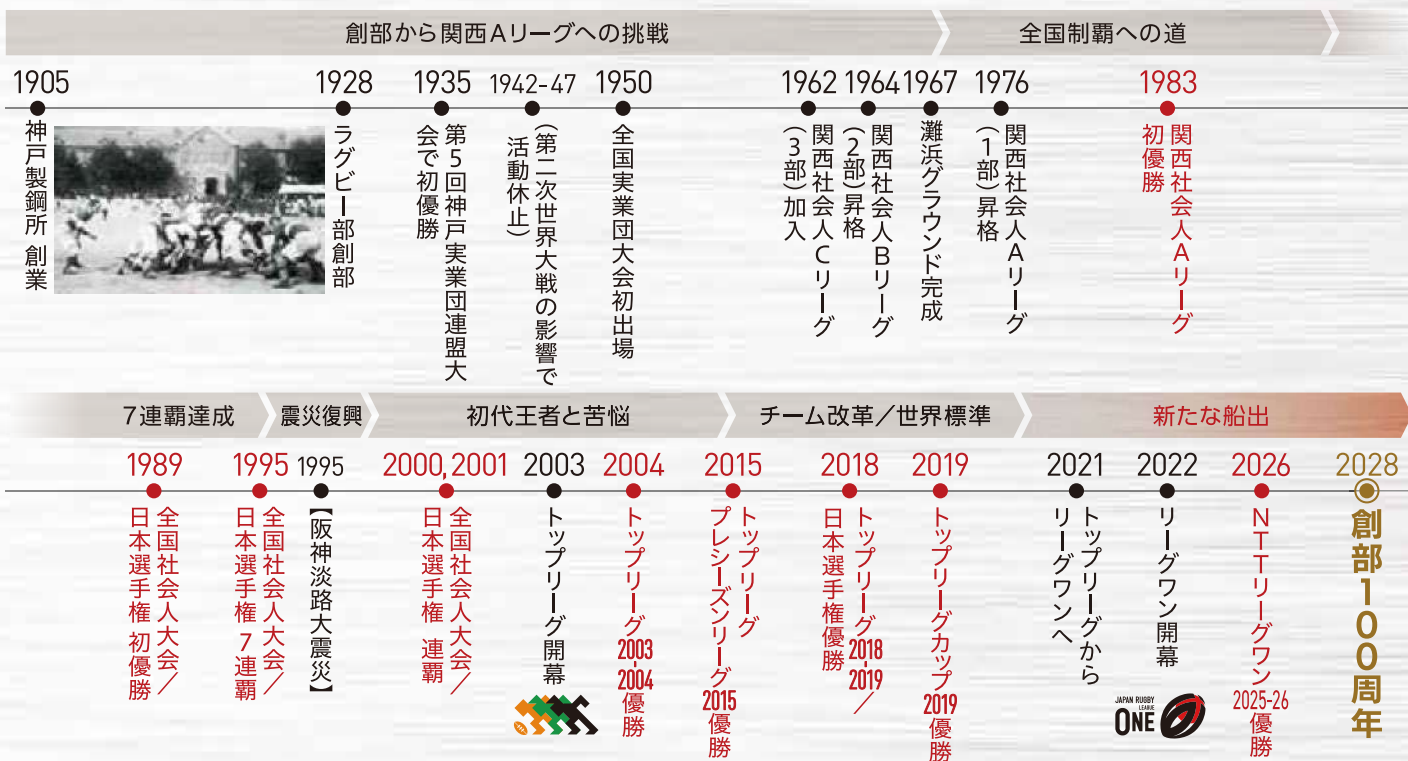 創部から関西Aリーグへの挑戦
全国制覇への道
1905
神戸製鋼所 創業
1928
ラグビー部創部
1935
第5回神戸実業団連盟大
会で初優勝
1942-47
(第二次世界大戦の影響で
活動休止)
1950
全国実業団大会初出場
1962
関西社会人Cリーグ
(3部)加入
1964
関西社会人Bリーグ
(2部)昇格
1967
灘浜グラウンド完成
1976
関西社会人Aリーグ
(1部)昇格
1983
関西社会人Aリーグ
初優勝
7連覇達成
震災復興
初代王者と苦悩
チーム改革/世界標準
新たな船出
1989
全国社会人大会/
日本選手権 初優勝
1995
全国社会人大会/
日本選手権 7連覇
1995
【阪神淡路大震災】
2000,2001
全国社会人大会/
日本選手権 連覇
2003
トップリーグ開幕
2004
トップリーグ2003-2004優勝
2015
トップリーグ
プレシーズンリーグ2015優勝
2018
トップリーグ2018-2019/
日本選手権優勝
2019
トップリーグカップ2019優勝
2021
トップリーグから
リーグワンへ
2022
リーグワン開幕
JAPAN RUGBY
LEAGUE
ONE
2026
NTTリーグワン2025-26優勝
2028
創部100周年